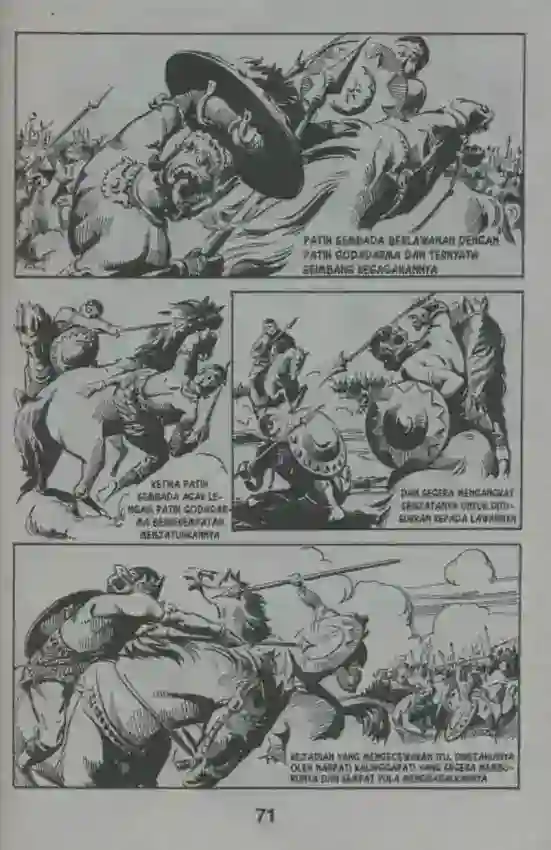 PATIH SEMBADA BERLAWANAN DENGAN
PATIH GODADARMA DAN TERNYATA
SEIMBANG KEGAGAHANNYA
KETIKA PATIH
SEMBADA AGAK LE-
NGAH, PATIH GODADAR-
MA BERKESEMPATAN
MENJATUHKANNYA
DAN SEGERA MENGANGKAT
SENJATANYA UNTUK DITU-
SUKKAN KEPADA LAWANNYA
KEJADIAN YANG MENGECEWAKAN ITU, DIKETAHUINYA
OLEH NARPATI KALINGGAPATI YANG SEGERA MEMBU-
RUNYA DAN SEMPAT PULA MENGGAGALKANNYA
71